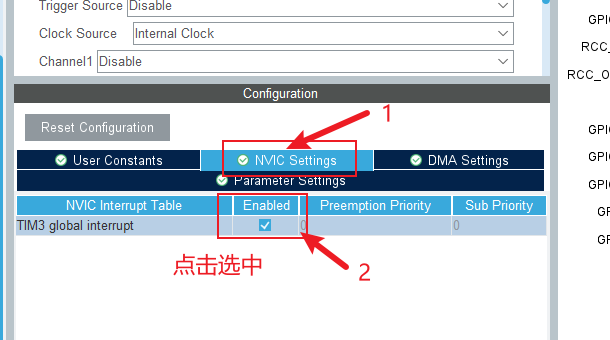 Trigger Source Disable
GPI
Clock Source Internal Clock
RCC_
Channel1 Disable
RCC_O
Configuration
1
Reset Configuration
GPI
User Constants NVIC Settings DMA Settings
GPI
Parameter Settings
GPI
NVIC Interrupt Table Enabled Preemption Priority Sub Priority
GP
TIM3 global interrupt 0 0
GP
点击选中
2